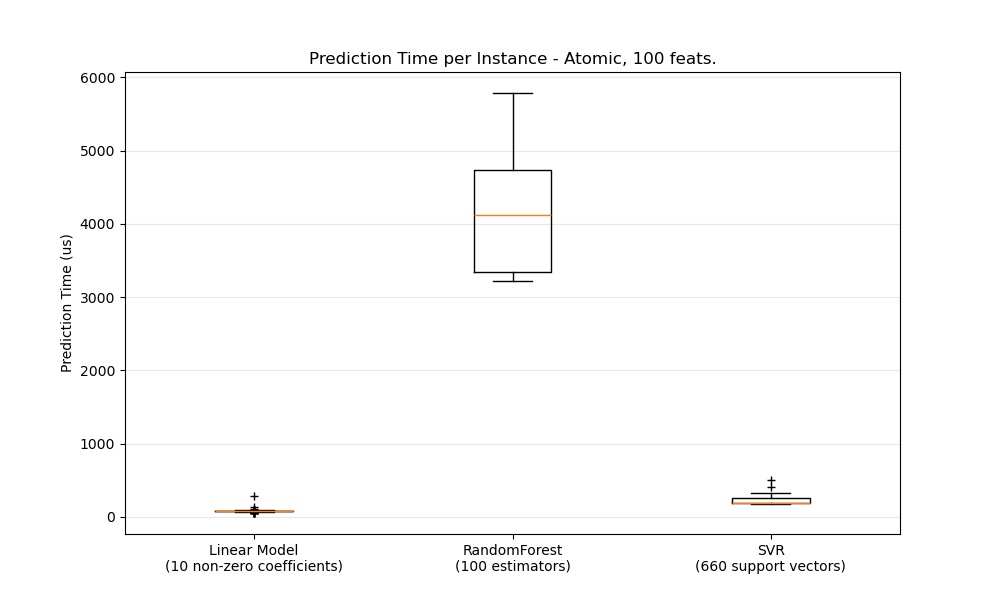 Prediction Time per Instance - Atomic, 100 feats.
Prediction Time (us)
6000
5000
4000
3000
2000
1000
0
Linear Model
(10 non-zero coefficients)
RandomForest
(100 estimators)
SVR
(660 support vectors)